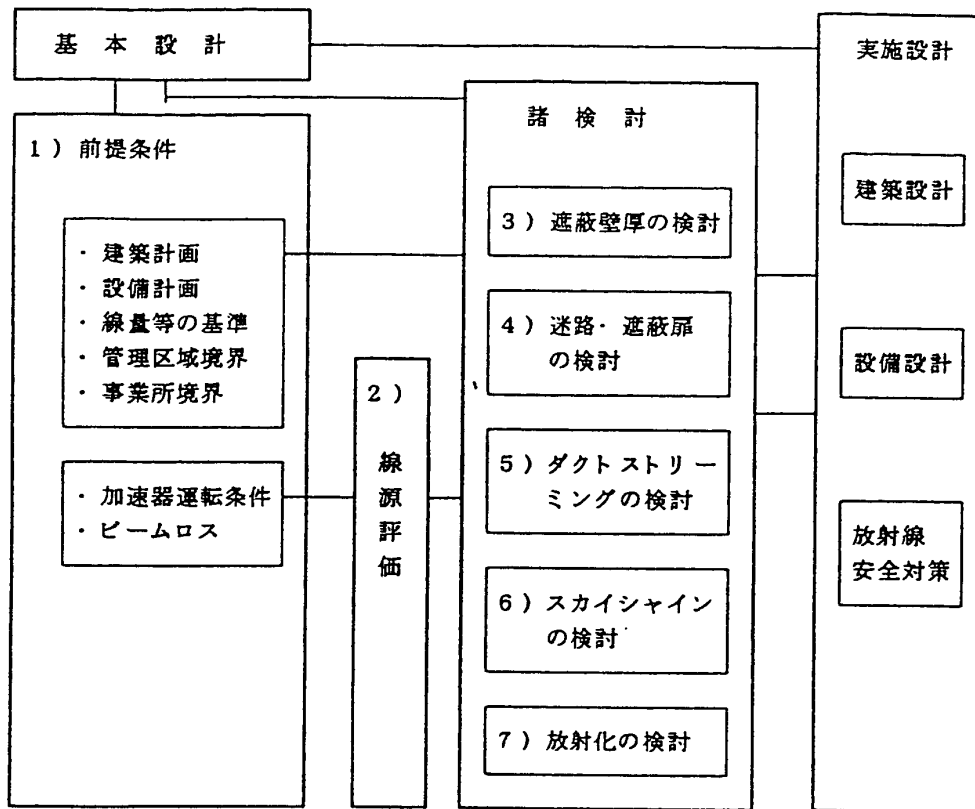 基本設計
1）前提条件
・建築計画
・設備計画
・線量等の基準
・管理区域境界
・事業所境界
・加速器運転条件
・ビームロス
2）
線
源
評
価
諸検討
3）遮蔽壁厚の検討
4）迷路・遮蔽扉
の検討
5）ダクトストリー
ミングの検討
6）スカイシャイン
の検討
7）放射化の検討
実施設計
建築設計
設備設計
放射線
安全対策